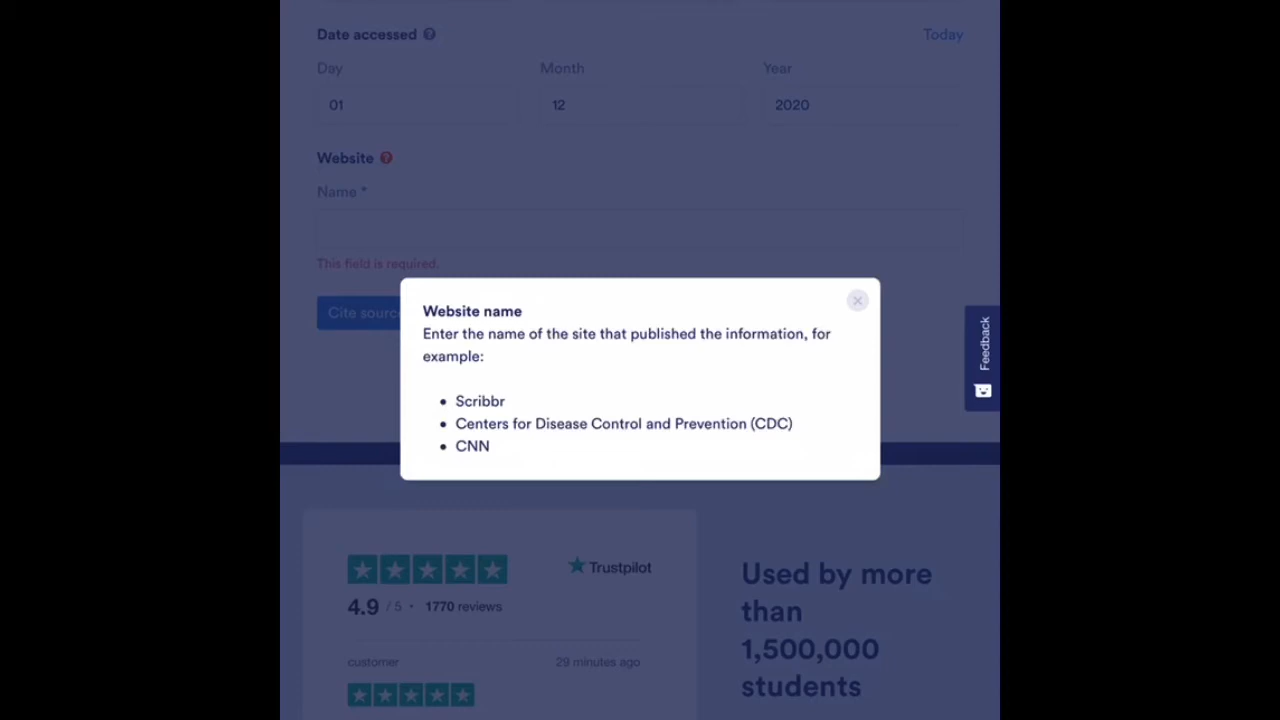 Date accessed ? Today
Day Month Year
01 12 2020
Website ?
Name *
This field is required.
Cite sourc
Website name
Enter the name of the site that published the information, for
example:
• Scribbr
• Centers for Disease Control and Prevention (CDC)
• CNN
Feedback
Trustpilot
4.9 / 5 · 1770 reviews
customer 29 minutes ago
Used by more
than
1,500,000
students